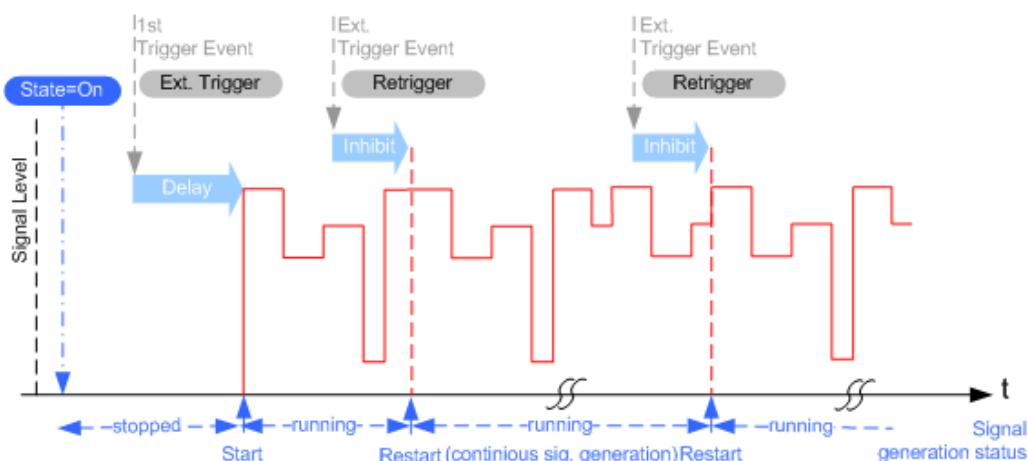 1st
Trigger Event
Ext.
Trigger Event
Ext.
Trigger Event
State=On
Ext. Trigger
Retrigger
Retrigger
Inhibit
Inhibit
Delay
Signal Level
t
stopped
running
running
running
Signal
generation status
Start
Restart (continious sig. generation) Restart